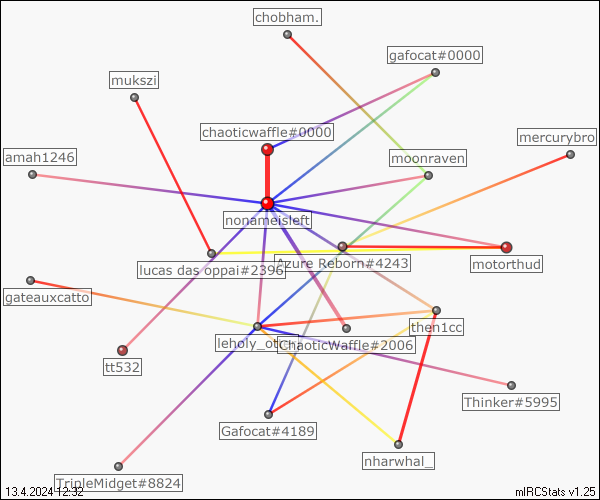 chobham.
gafocat#0000
mukszi
chaoticwaffle#0000
mercurybro
amah1246
moonraven
nonameisleft
lucas das oppai#2396
Azure Reborn#4243
motorthud
gateauxcatto
then1cc
leholy_otc
ChaoticWaffle#2006
tt532
Thinker#5995
Gafocat#4189
nharwhal_
TripleMidget#8824
13.4.2024 12:32
mIRCStats v1.25